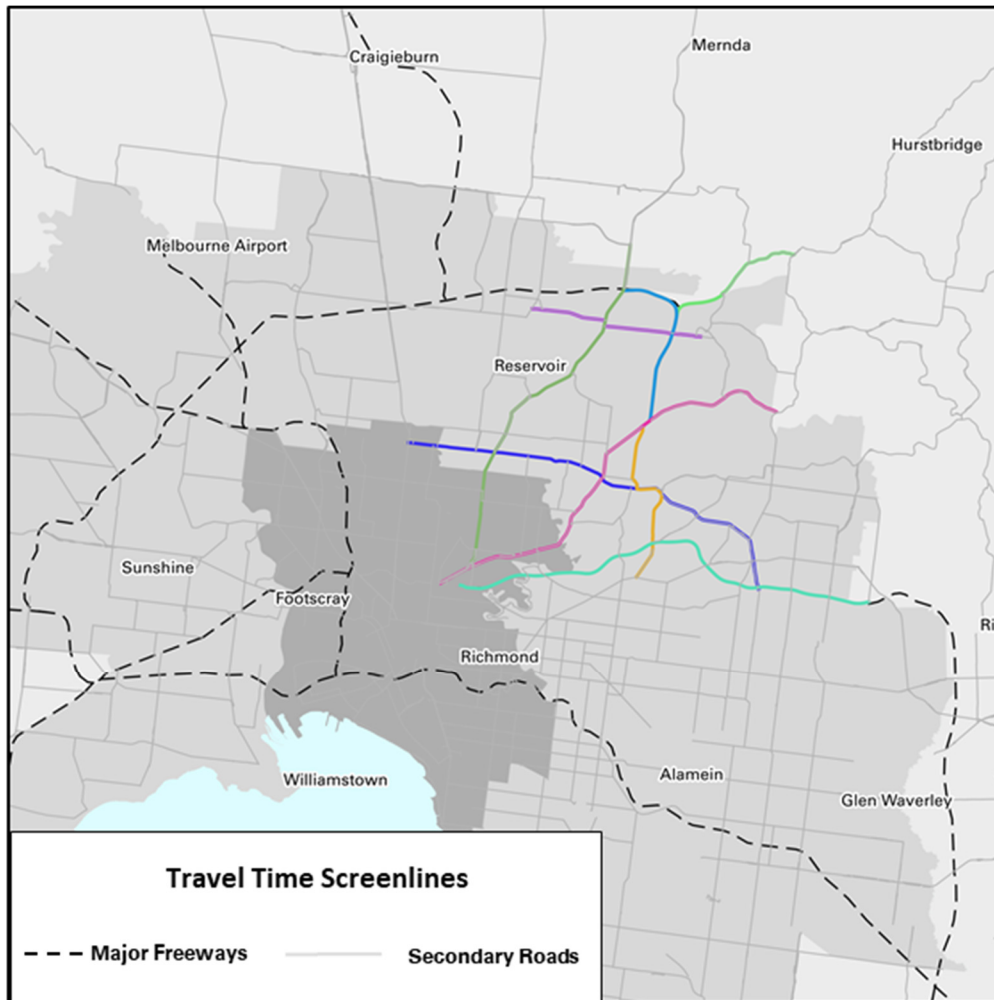 Craigieburn
Mernda
Hurstbridge
Melbourne Airport
Reservoir
Sunshine
Footscray
Ri
Richmond
Williamstown
Alamein
Glen Waverley
Travel Time Screenlines
Major Freeways
Secondary Roads